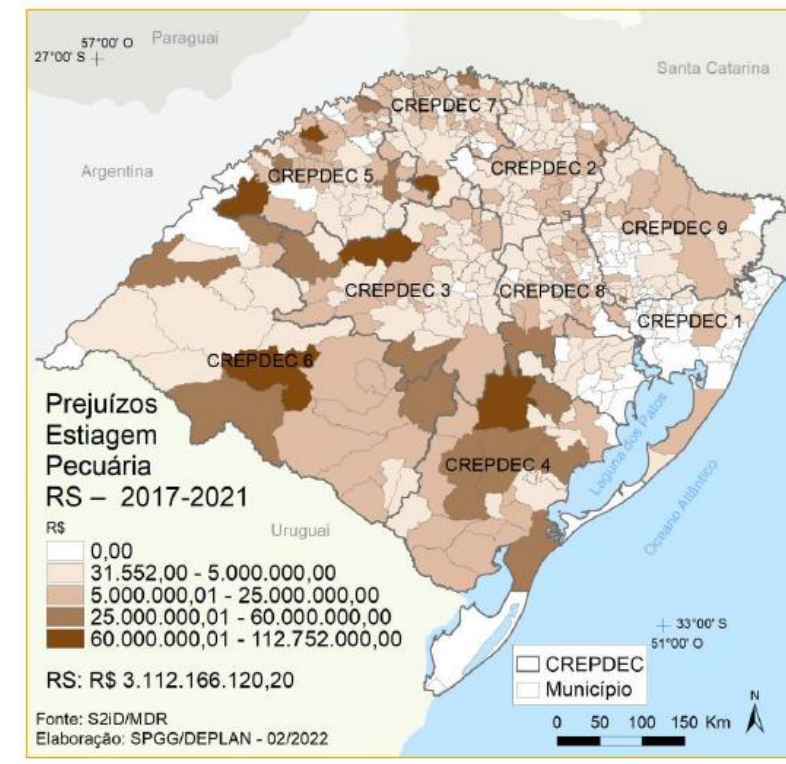 57°00' O
27°00' S
Paraguai
Santa Catarina
Argentina
CREPDEC 7
CREPDEC 5
CREPDEC 2
CREPDEC 9
CREPDEC 3
CREPDEC 8
CREPDEC 1
CREPDEC 6
CREPDEC 4
Laguna dos Patos
Oceano Atlântico
Uruguai
Prejuízos
Estiagem
Pecuária
RS – 2017-2021
R$
0,00
31.552,00 - 5.000.000,00
5.000.000,01 - 25.000.000,00
25.000.000,01 - 60.000.000,00
60.000.000,01 - 112.752.000,00
RS: R$ 3.112.166.120,20
Fonte: S2iD/MDR
Elaboração: SPGG/DEPLAN - 02/2022
33°00' S
51°00' O
CREPDEC
Município
N
0 50 100 150 Km